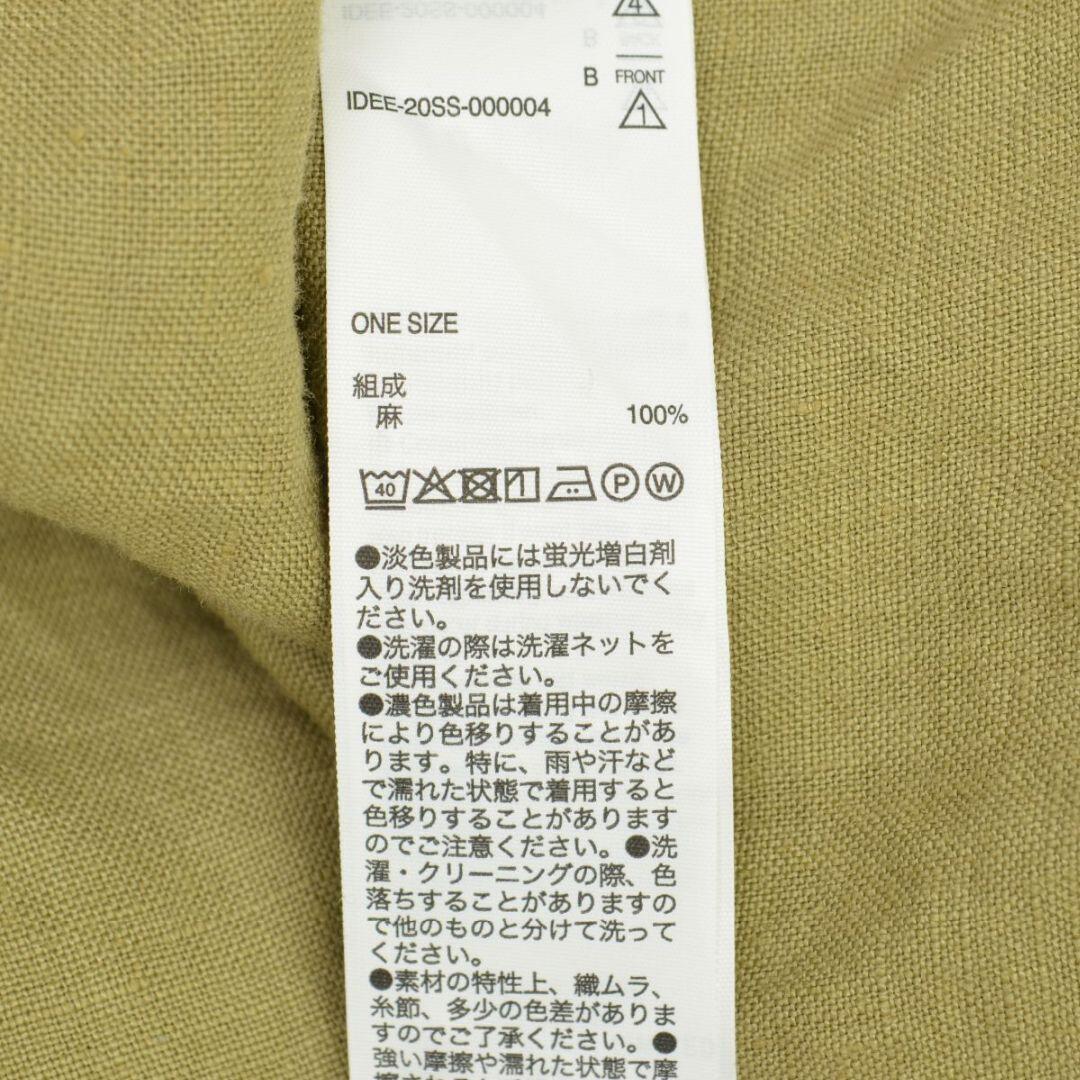 4
B FRONT
IDEE-20SS-000004
1
ONE SIZE
組成
麻 100%
40 P W
●淡色製品には蛍光増白剤
入り洗剤を使用しないでく
ださい。
●洗濯の際は洗濯ネットを
ご使用ください。
●濃色製品は着用中の摩擦
により色移りすることがあ
ります。特に、雨や汗など
で濡れた状態で着用すると
色移りすることがあります
のでご注意ください。●洗
濯・クリーニングの際、色
落ちすることがありますの
で他のものと分けて洗って
ください。
●素材の特性上、織ムラ、
糸節、多少の色差がありま
すのでご了承ください。●
強い摩擦や濡れた状態で摩